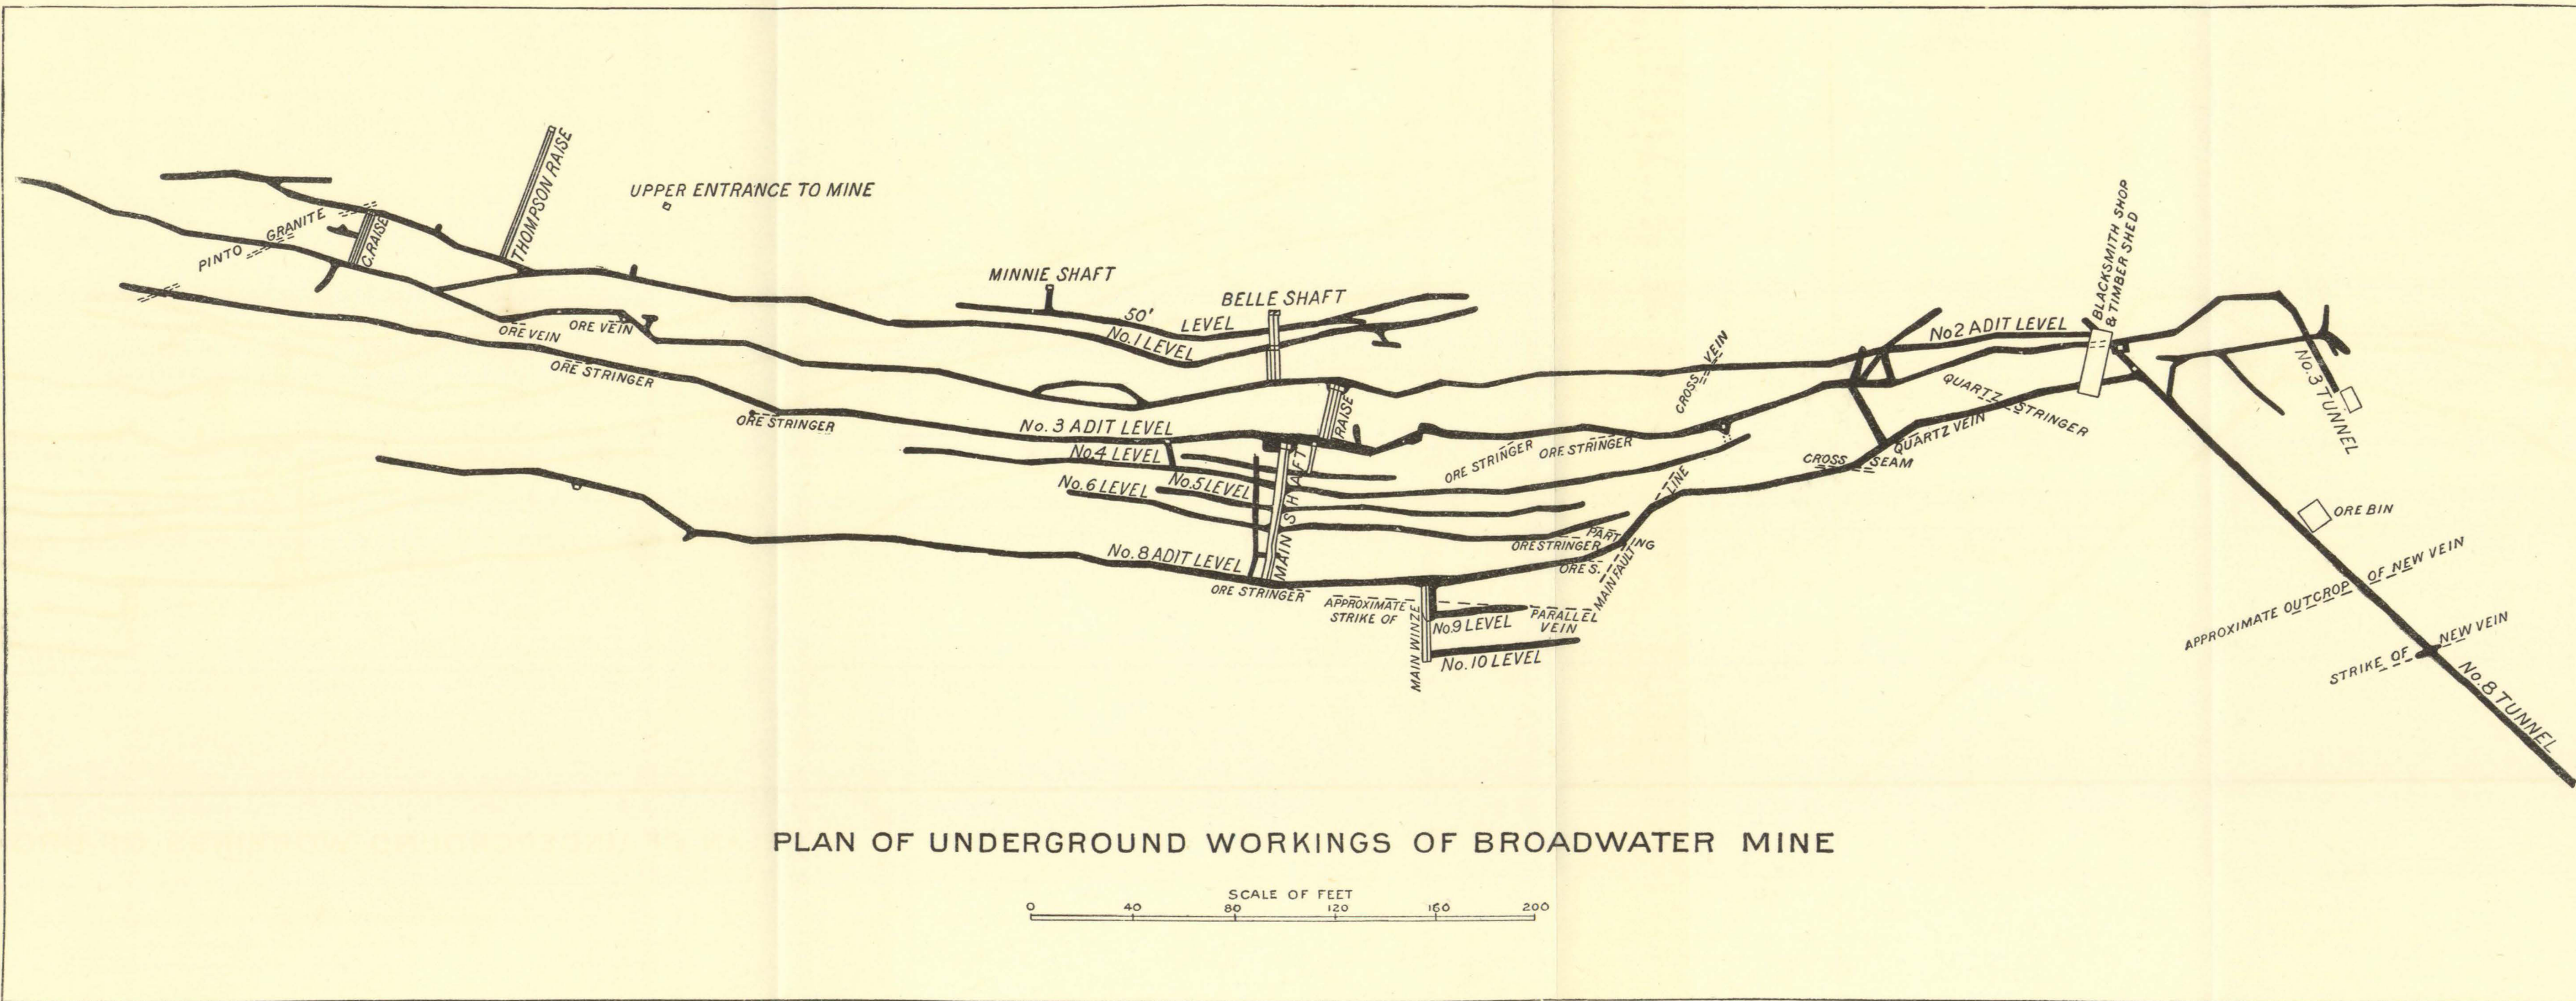 THOMPSON RAISE
UPPER ENTRANCE TO MINE
PINTO GRANITE
C. RAISE
MINNIE SHAFT
BELLE SHAFT
50' LEVEL
No. 1 LEVEL
BLACKSMITH SHOP
& TIMBER SHED
No2 ADIT LEVEL
CROSS VEIN
No. 3 TUNNEL
ORE VEIN
ORE VEIN
ORE STRINGER
ORE STRINGER
No. 3 ADIT LEVEL
RAISE
QUARTZ STRINGER
QUARTZ VEIN
CROSS SEAM
ORE STRINGER
ORE STRINGER
No.4 LEVEL
No.5 LEVEL
No.6 LEVEL
MAIN SHAFT
PARTING
LINE
ORE STRINGER
ORE S.
MAIN FAULT
No. 8 ADIT LEVEL
ORE STRINGER
APPROXIMATE
STRIKE OF
PARALLEL
VEIN
No.9 LEVEL
No. 10 LEVEL
MAIN WINZE
ORE BIN
APPROXIMATE OUTCROP OF NEW VEIN
STRIKE OF NEW VEIN
No. 8 TUNNEL
PLAN OF UNDERGROUND WORKINGS OF BROADWATER MINE
SCALE OF FEET
0 40 80 120 160 200